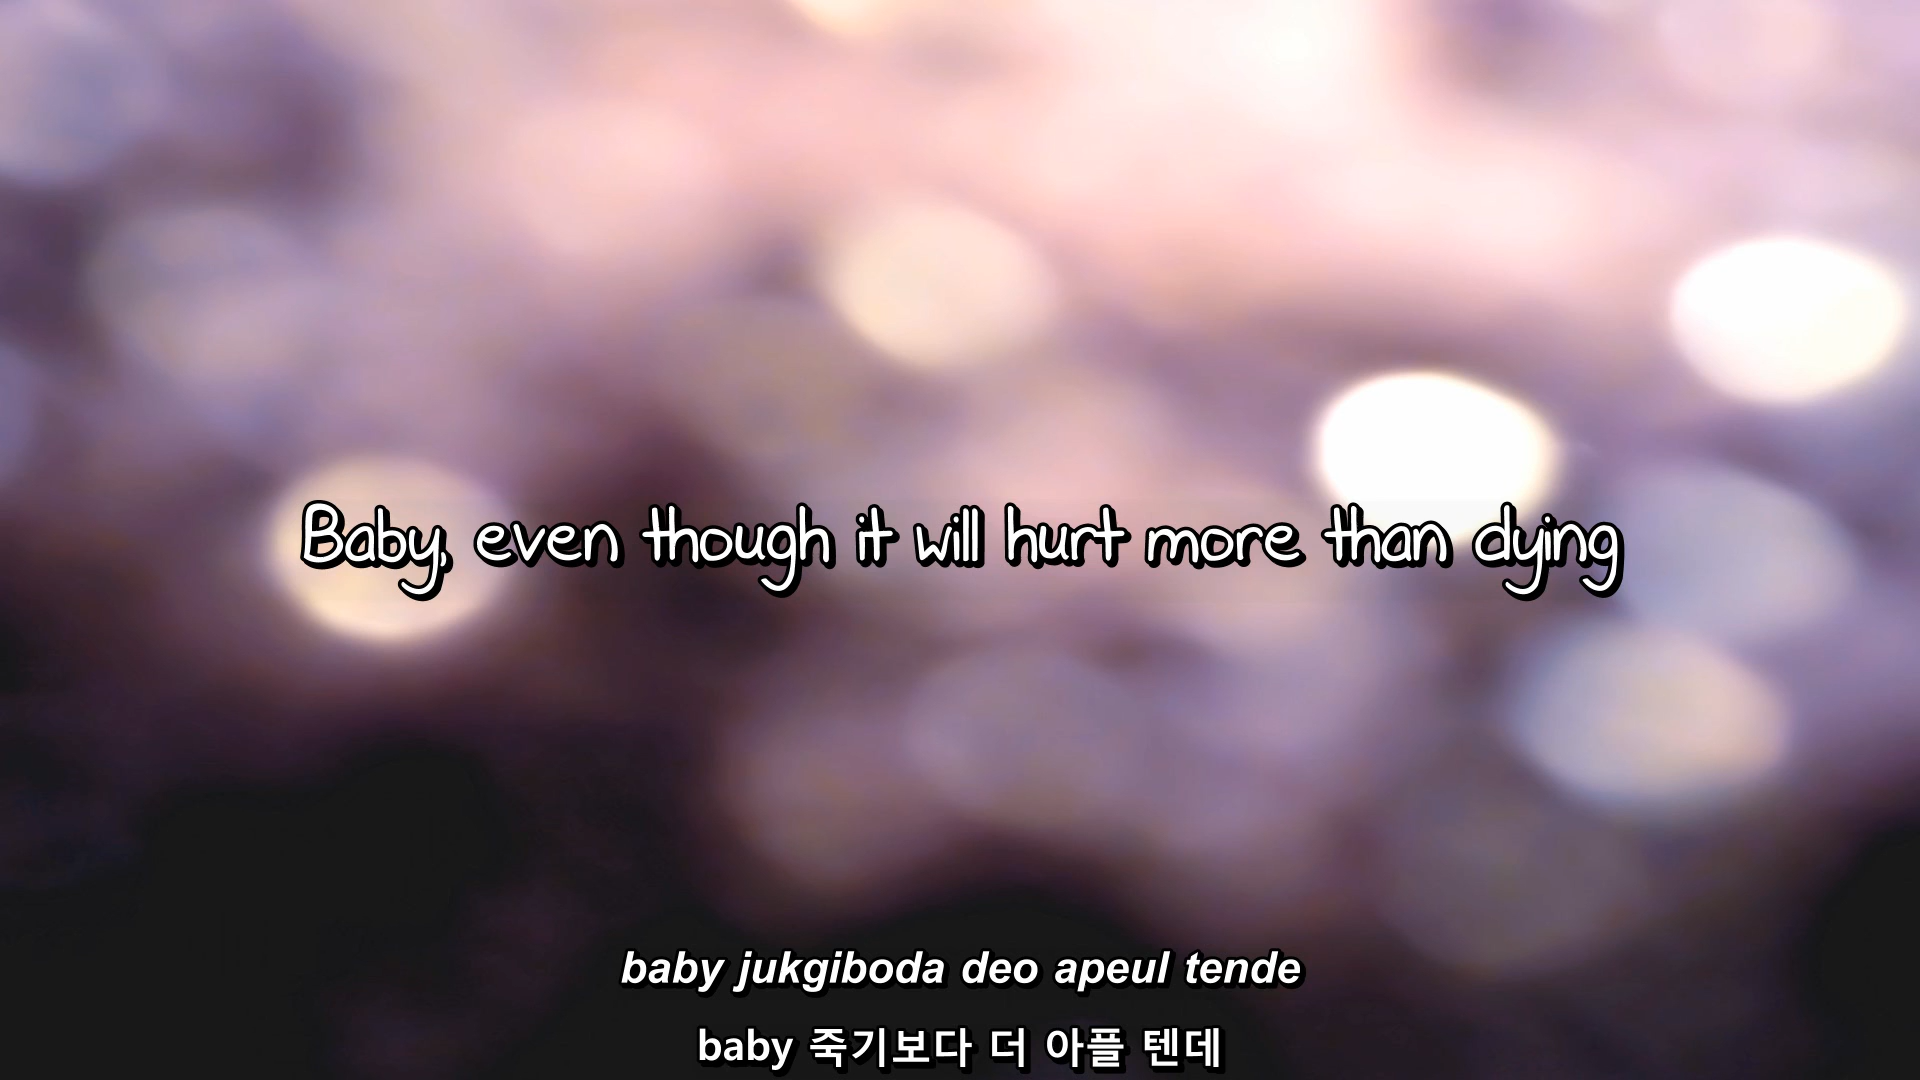 Baby, even though it will hurt more than dying
baby jukgiboda deo apeul tende
baby 죽기보다 더 아플 텐데